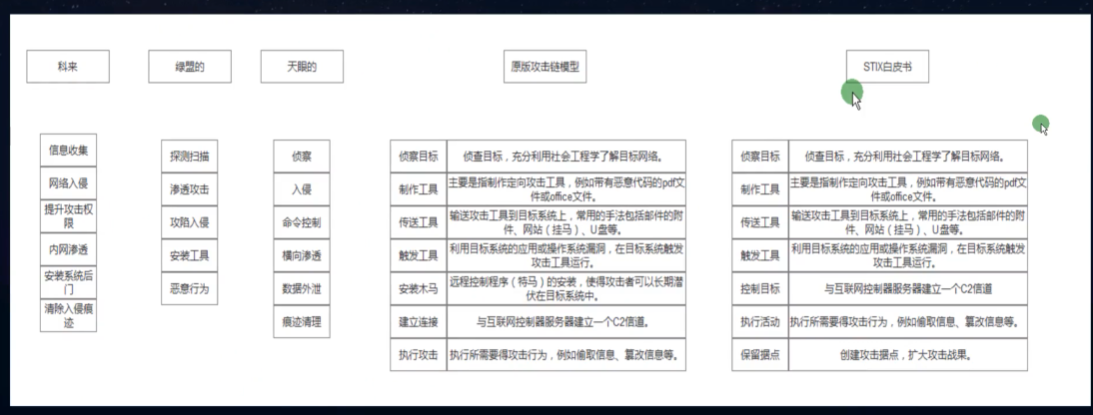 科来
绿盟的
天眼的
原版攻击链模型
STIX白皮书
信息收集
网络入侵
提升攻击权
限
内网渗透
安装系统后
门
清除入侵痕
迹
探测扫描
渗透攻击
攻陷入侵
安装工具
恶意行为
侦察
入侵
命令控制
横向渗透
数据外泄
痕迹清理
侦察目标
侦查目标，充分利用社会工程学了解目标网络。
制作工具
主要是指制作定向攻击工具，例如带有恶意代码的pdf文
件或office文件。
传送工具
输送攻击工具到目标系统上，常用的手法包括邮件的附
件、网站（挂马）、U盘等。
触发工具
利用目标系统的应用或操作系统漏洞，在目标系统触发
攻击工具运行。
安装木马
远程控制程序（特马）的安装，使得攻击者可以长期潜
伏在目标系统中。
建立连接
与互联网控制器服务器建立一个C2信道。
执行攻击
执行所需要得攻击行为，例如偷取信息、篡改信息等。
侦察目标
侦查目标，充分利用社会工程学了解目标网络。
制作工具
主要是指制作定向攻击工具，例如带有恶意代码的pdf文
件或office文件。
传送工具
输送攻击工具到目标系统上，常用的手法包括邮件的附
件、网站（挂马）、U盘等。
触发工具
利用目标系统的应用或操作系统漏洞，在目标系统触发
攻击工具运行。
控制目标
与互联网控制器服务器建立一个C2信道
执行活动
执行所需要得攻击行为，例如偷取信息、篡改信息等。
保留据点
创建攻击据点，扩大攻击战果。